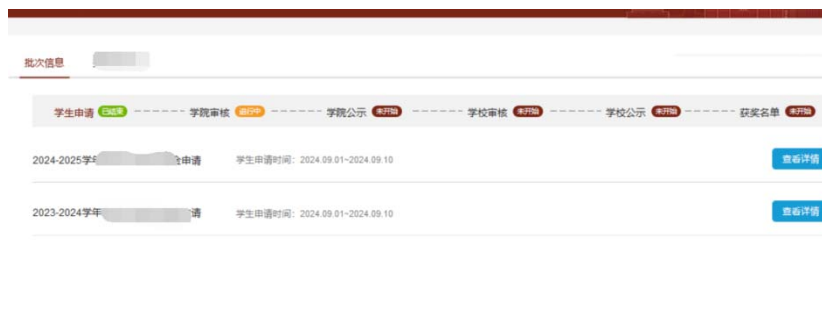 批次信息
学生申请 已结束 ------ 学院审核 进行中 ------ 学院公示 未开始 ------ 学校审核 未开始 ------ 学校公示 未开始 ------ 获奖名单 未开始
2024-2025学年 申请 学生申请时间：2024.09.01~2024.09.10 查看详情
2023-2024学年 请 学生申请时间：2024.09.01~2024.09.10 查看详情